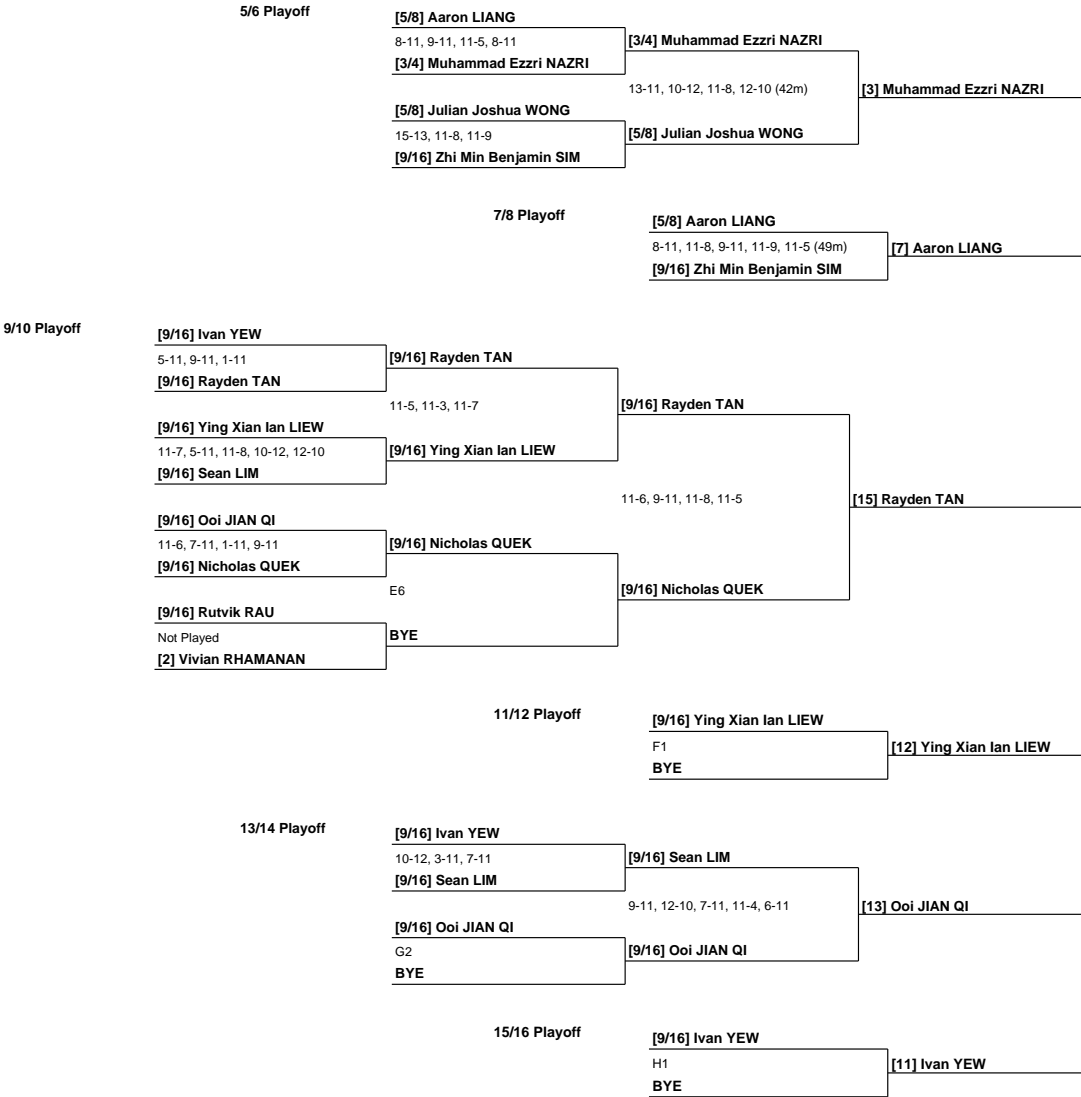 5/6 Playoff
[5/8] Aaron LIANG
8-11, 9-11, 11-5, 8-11
[3/4] Muhammad Ezzri NAZRI
[3/4] Muhammad Ezzri NAZRI
13-11, 10-12, 11-8, 12-10 (42m)
[3] Muhammad Ezzri NAZRI
[5/8] Julian Joshua WONG
15-13, 11-8, 11-9
[9/16] Zhi Min Benjamin SIM
[5/8] Julian Joshua WONG
7/8 Playoff
[5/8] Aaron LIANG
8-11, 11-8, 9-11, 11-9, 11-5 (49m)
[9/16] Zhi Min Benjamin SIM
[7] Aaron LIANG
9/10 Playoff
[9/16] Ivan YEW
5-11, 9-11, 1-11
[9/16] Rayden TAN
[9/16] Rayden TAN
11-5, 11-3, 11-7
[9/16] Rayden TAN
[9/16] Ying Xian Ian LIEW
11-7, 5-11, 11-8, 10-12, 12-10
[9/16] Sean LIM
[9/16] Ying Xian Ian LIEW
11-6, 9-11, 11-8, 11-5
[15] Rayden TAN
[9/16] Ooi JIAN QI
11-6, 7-11, 1-11, 9-11
[9/16] Nicholas QUEK
[9/16] Nicholas QUEK
E6
[9/16] Nicholas QUEK
[9/16] Rutvik RAU
Not Played
[2] Vivian RHAMANAN
BYE
11/12 Playoff
[9/16] Ying Xian Ian LIEW
F1
BYE
[12] Ying Xian Ian LIEW
13/14 Playoff
[9/16] Ivan YEW
10-12, 3-11, 7-11
[9/16] Sean LIM
[9/16] Sean LIM
9-11, 12-10, 7-11, 11-4, 6-11
[13] Ooi JIAN QI
[9/16] Ooi JIAN QI
G2
BYE
[9/16] Ooi JIAN QI
15/16 Playoff
[9/16] Ivan YEW
H1
BYE
[11] Ivan YEW